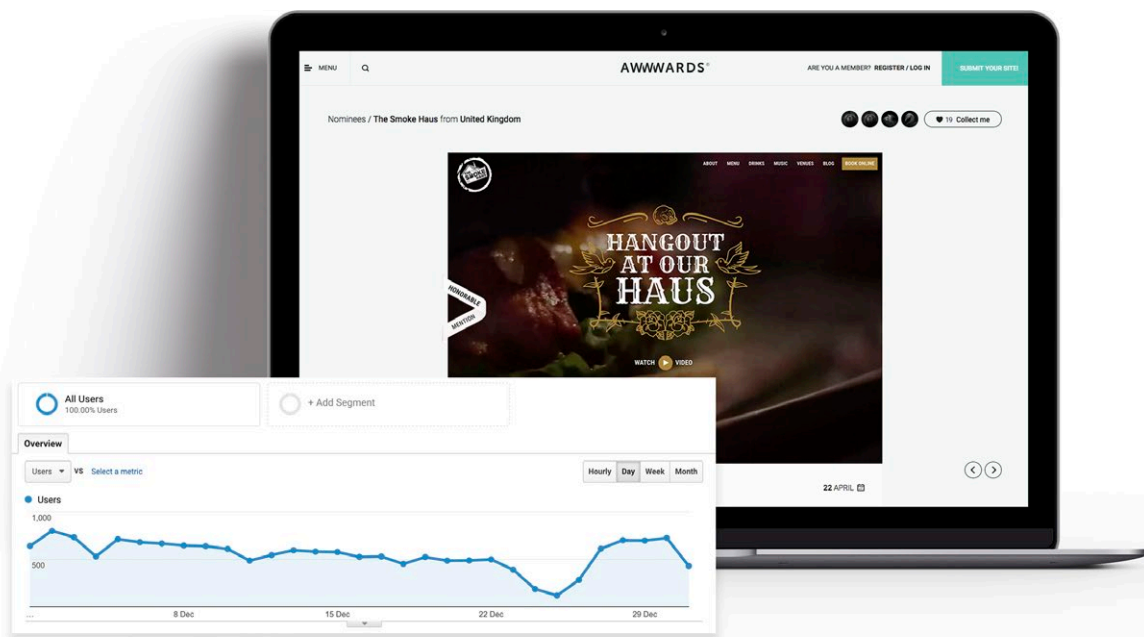 MENU
AWWWARDS®
ARE YOU A MEMBER? REGISTER / LOG IN
SUBMIT YOUR SITE!
Nominees / The Smoke Haus from United Kingdom
19 Collect me
THE SMOKE HAUS
ABOUT MENU DRINKS MUSIC VENUES BLOG BOOK ONLINE
HANGOUT
AT OUR
HAUS
HONORABLE
MENTION
WATCH VIDEO
22 APRIL
All Users
100.00% Users
+ Add Segment
Overview
Users VS Select a metric
Hourly Day Week Month
Users
1,000
500
... 8 Dec 15 Dec 22 Dec 29 Dec